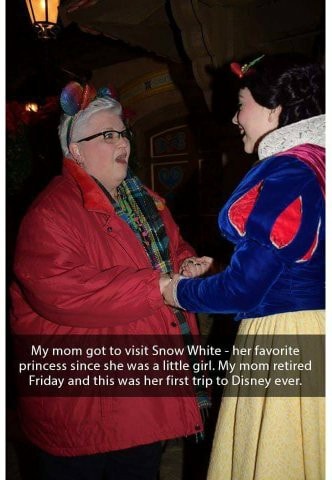 My mom got to visit Snow White - her favorite
princess since she was a little girl. My mom retired
Friday and this was her first trip to Disney ever.